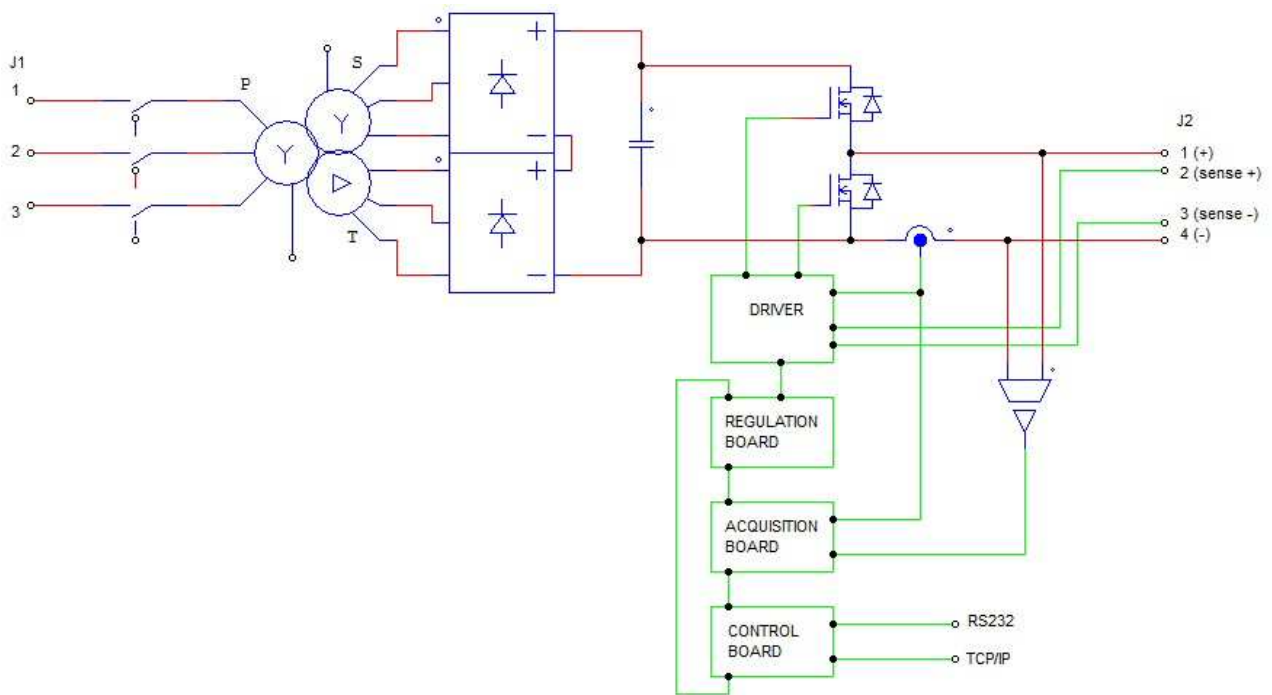 J1
1
2
3
P
S
T
Y
Y
+
−
+
−
J2
1 (+)
2 (sense +)
3 (sense -)
4 (-)
DRIVER
REGULATION
BOARD
ACQUISITION
BOARD
CONTROL
BOARD
RS232
TCP/IP